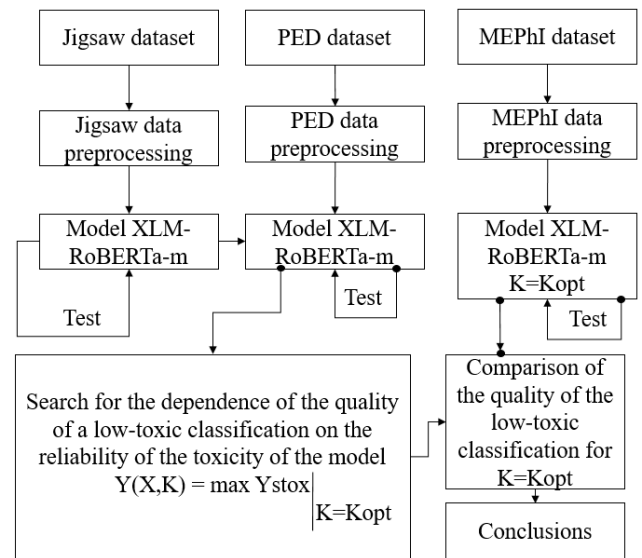 Jigsaw dataset
PED dataset
MEPhI dataset
Jigsaw data
preprocessing
PED data
preprocessing
MEPhI data
preprocessing
Model XLM-
RoBERTa-m
Model XLM-
RoBERTa-m
Model XLM-
RoBERTa-m
K=Kopt
Test
Test
Test
Search for the dependence of the quality
of a low-toxic classification on the
reliability of the toxicity of the model
Y(X,K) = max Ystox|
K=Kopt
Comparison of
the quality of the
low-toxic
classification for
K=Kopt
Conclusions